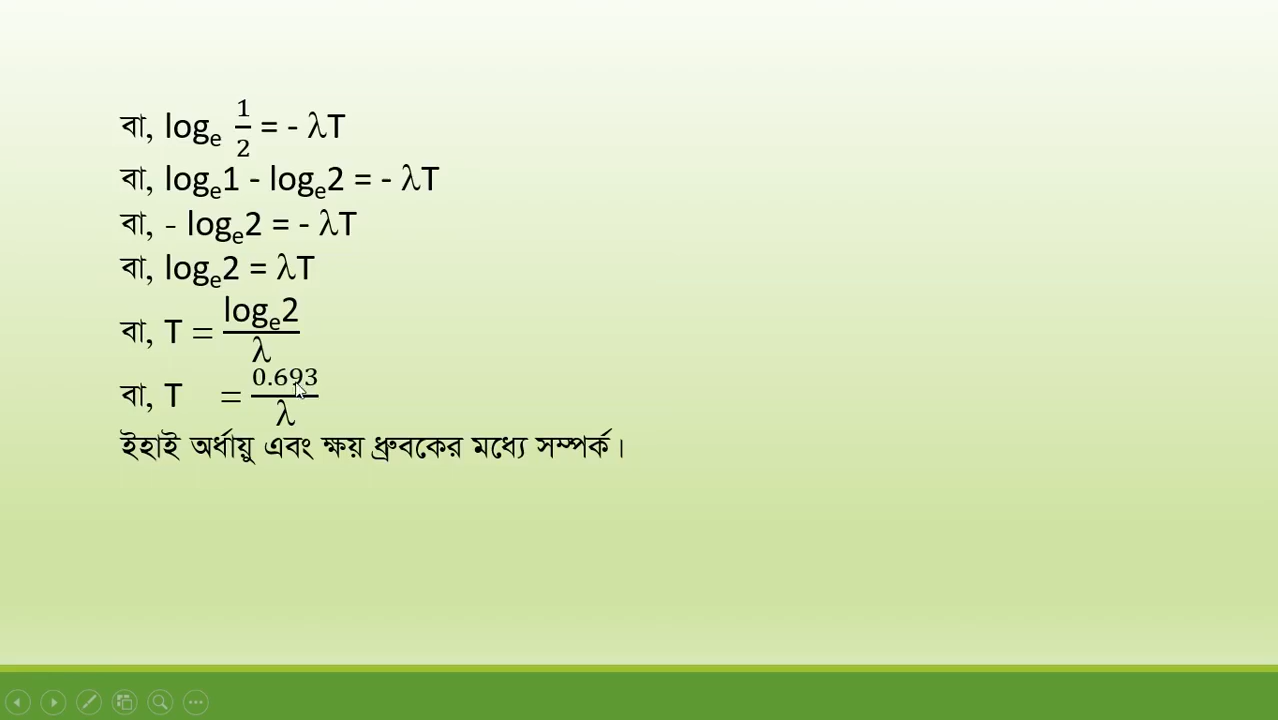 বা, logₑ 1/2 = - λT
বা, logₑ1 - logₑ2 = - λT
বা, - logₑ2 = - λT
বা, logₑ2 = λT
বা, T = logₑ2/λ
বা, T = 0.693/λ
ইহাই অর্ধায়ু এবং ক্ষয় ধ্রুবকের মধ্যে সম্পর্ক।